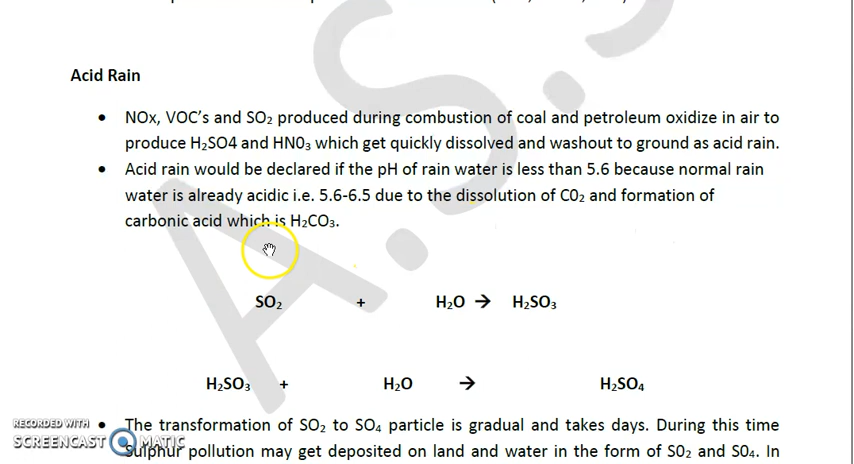 Acid Rain
• NOx, VOC's and SO₂ produced during combustion of coal and petroleum oxidize in air to
produce H₂SO4 and HN0₃ which get quickly dissolved and washout to ground as acid rain.
• Acid rain would be declared if the pH of rain water is less than 5.6 because normal rain
water is already acidic i.e. 5.6-6.5 due to the dissolution of C0₂ and formation of
carbonic acid which is H₂CO₃.
SO₂ + H₂O → H₂SO₃
H₂SO₃ + H₂O → H₂SO₄
• The transformation of SO₂ to SO₄ particle is gradual and takes days. During this time
Sulphur pollution may get deposited on land and water in the form of S0₂ and S04. In
RECORDED WITH
SCREENCAST MATIC
A.S.